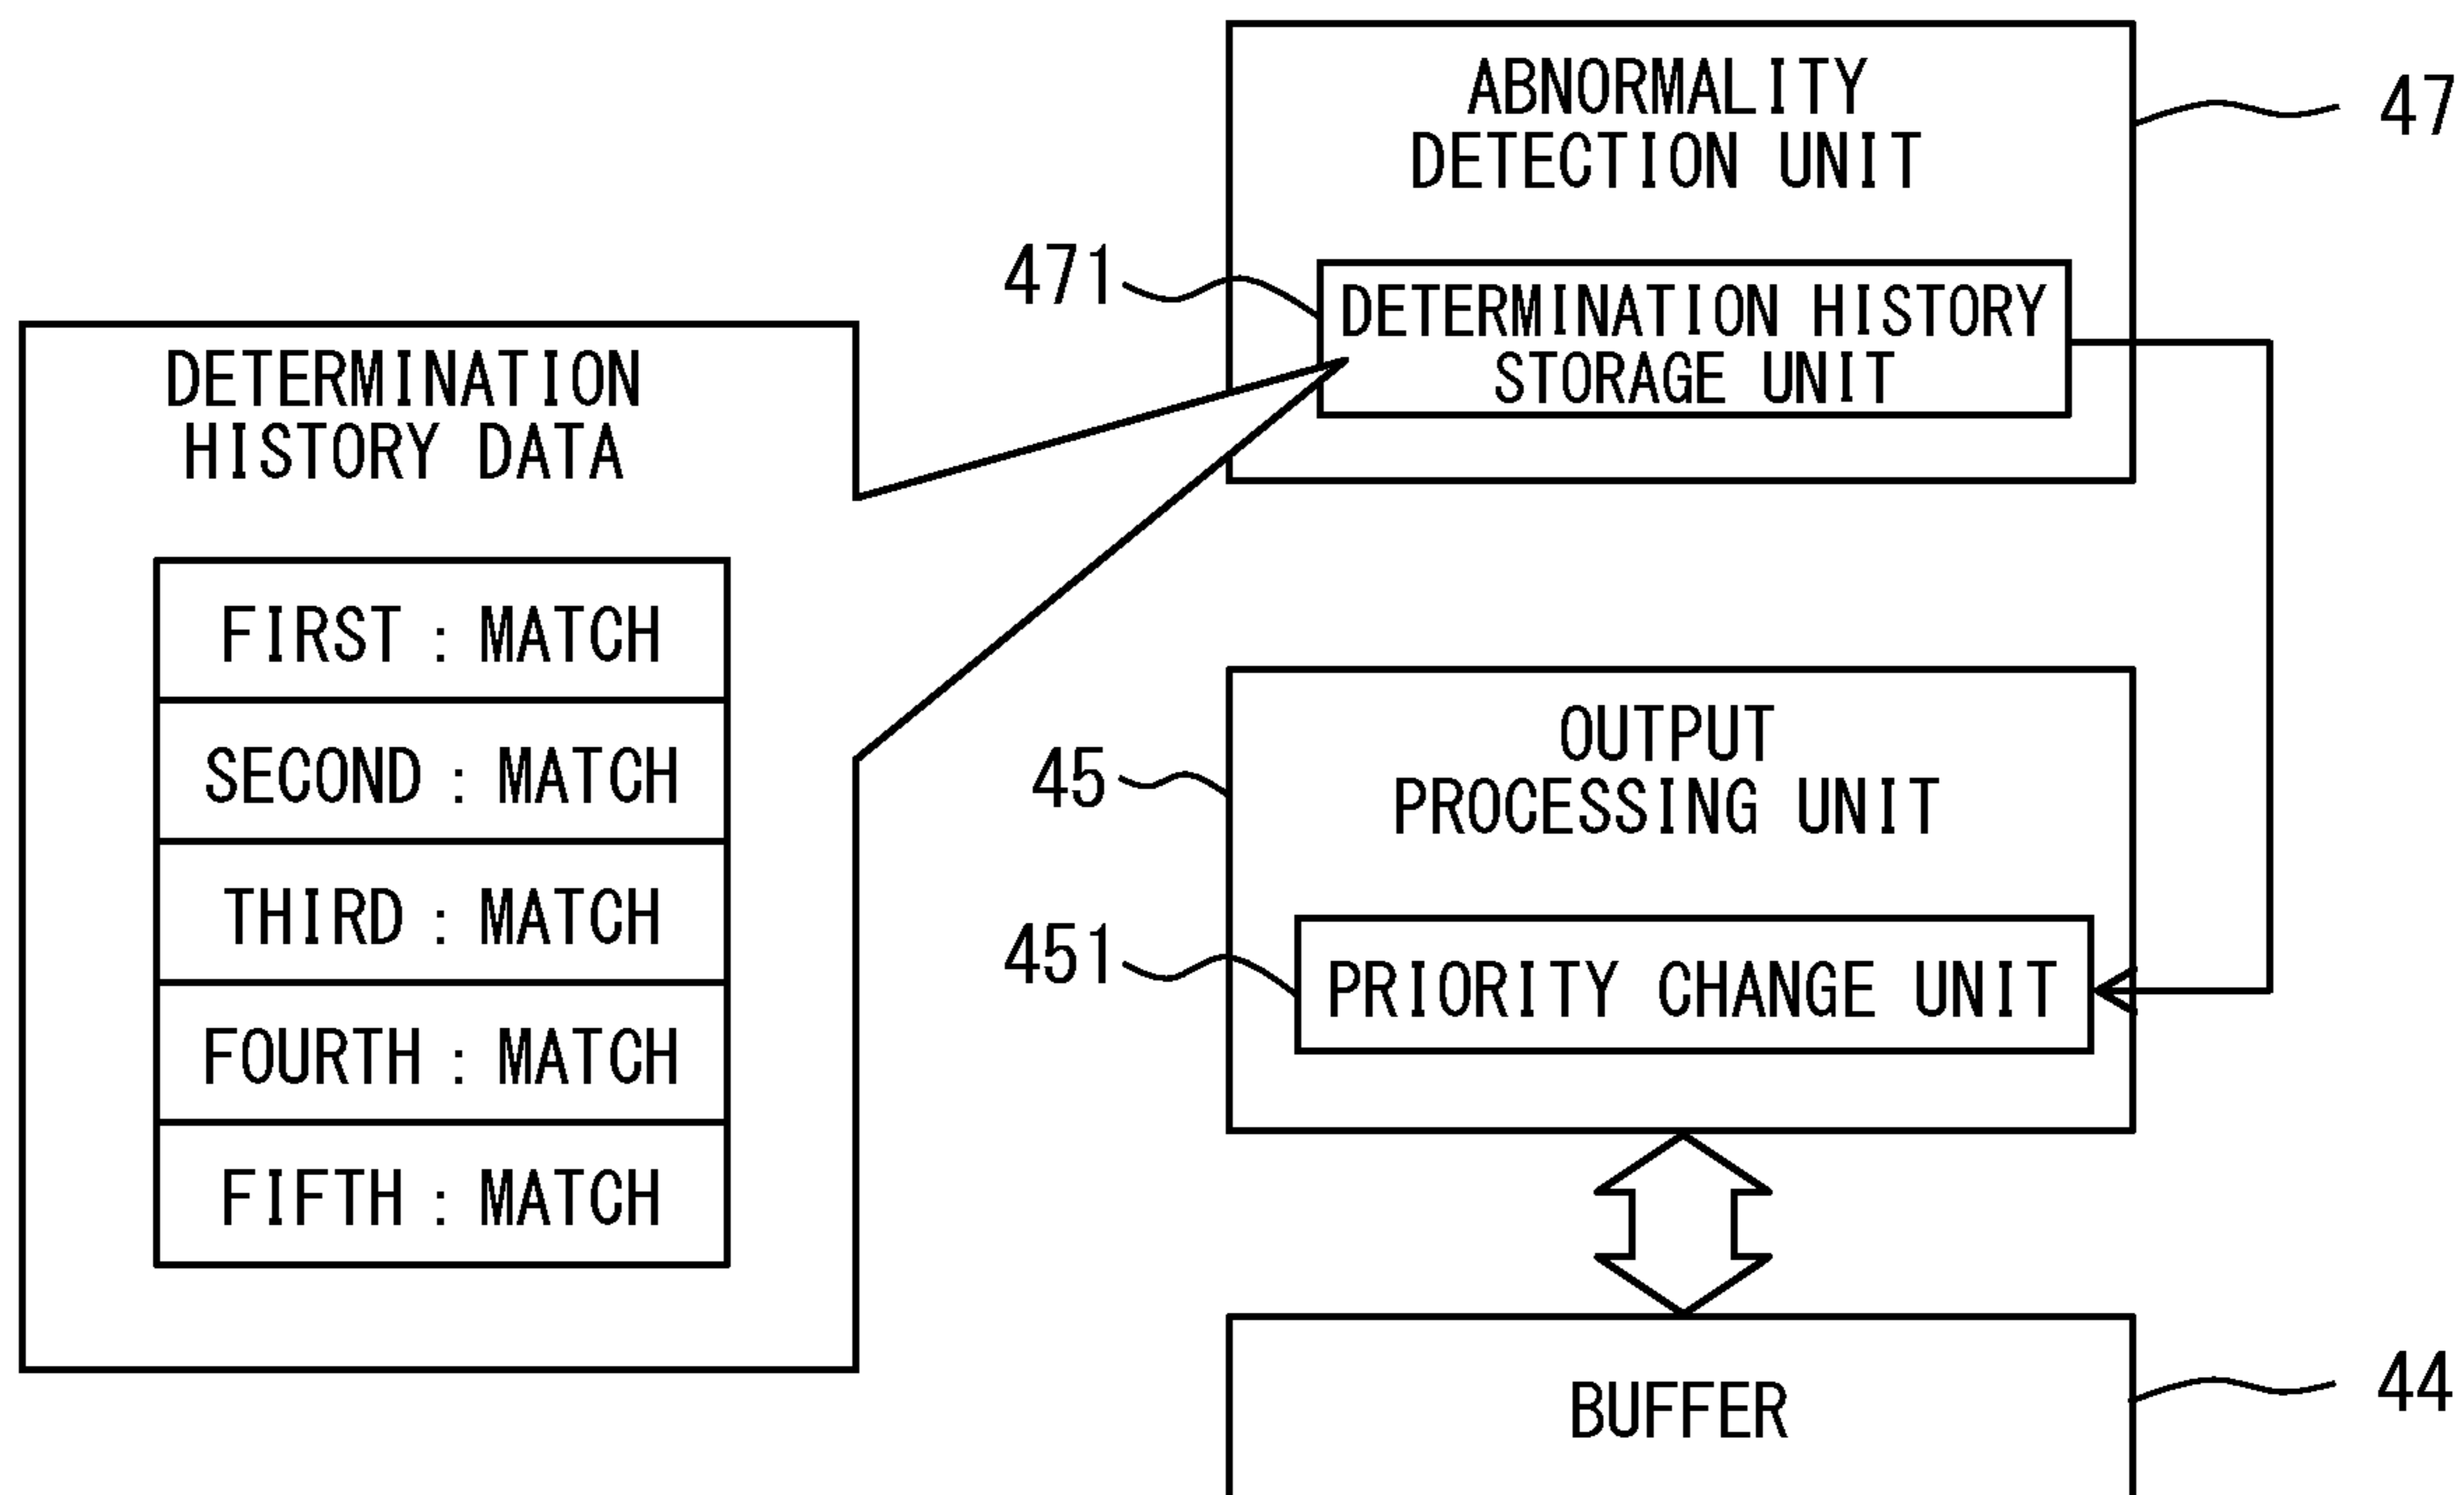 ABNORMALITY
DETECTION UNIT
47
471
DETERMINATION HISTORY
STORAGE UNIT
DETERMINATION
HISTORY DATA
FIRST : MATCH
SECOND : MATCH
THIRD : MATCH
FOURTH : MATCH
FIFTH : MATCH
45
OUTPUT
PROCESSING UNIT
451
PRIORITY CHANGE UNIT
BUFFER
44